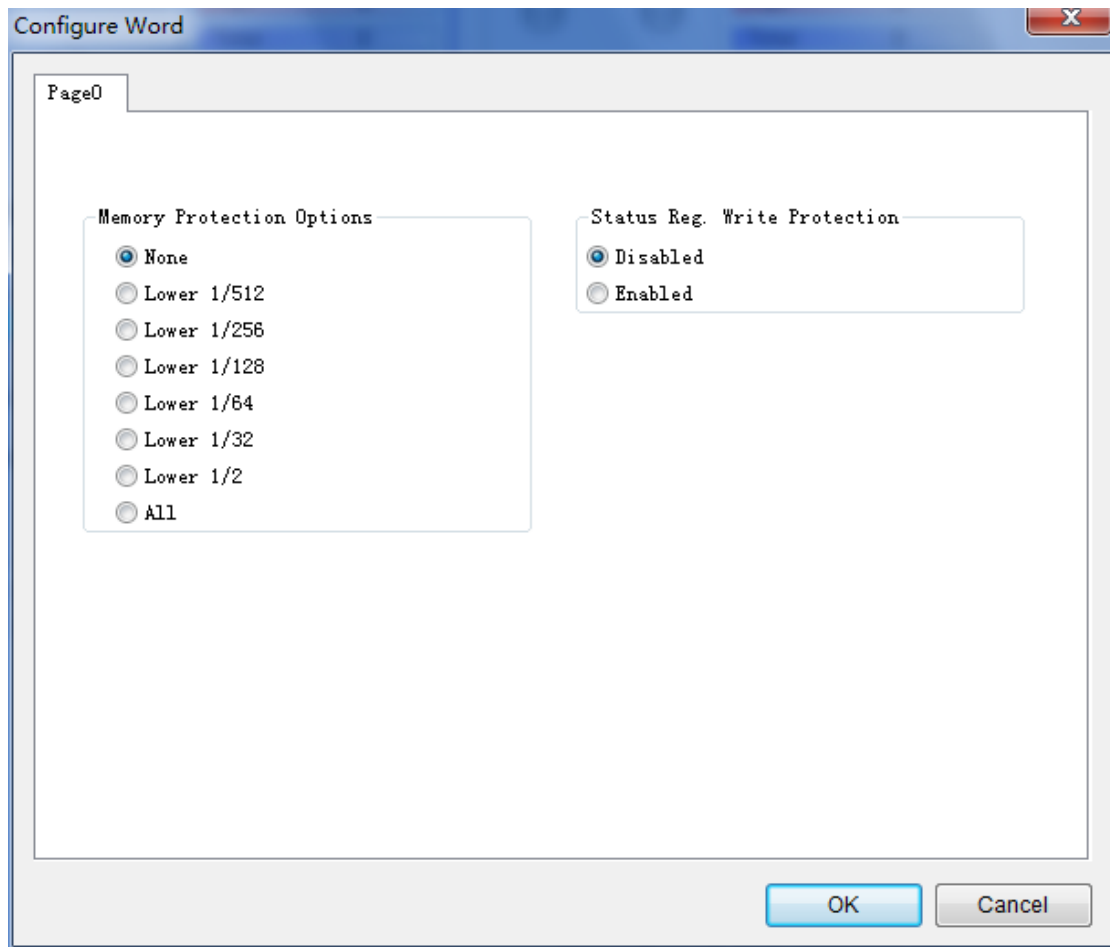 Configure Word
Page0
Memory Protection Options
None
Lower 1/512
Lower 1/256
Lower 1/128
Lower 1/64
Lower 1/32
Lower 1/2
All
Status Reg. Write Protection
Disabled
Enabled
OK
Cancel